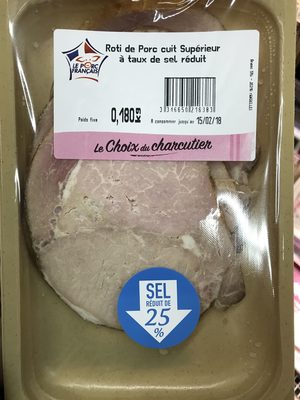 LE PORC
FRANÇAIS
Roti de Porc cuit Supérieur
à taux de sel réduit
Poids fixe 0,180 KG
A consommer jusqu'au 15/02/18
Le Choix du charcutier
SEL
RÉDUIT DE
25
%